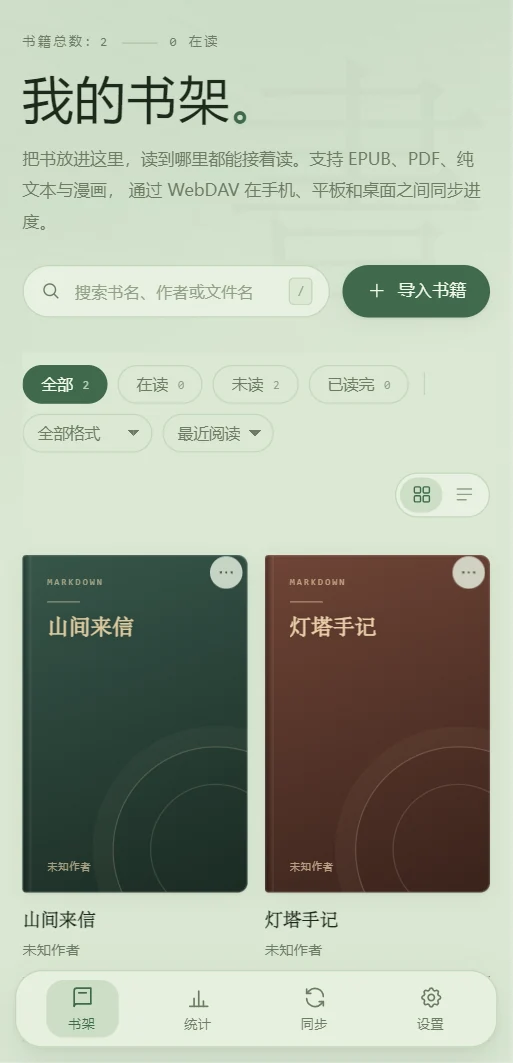 书籍总数: 2 —— 0 在读
我的书架。
把书放进这里，读到哪里都能接着读。支持 EPUB、PDF、纯
文本与漫画， 通过 WebDAV 在手机、平板和桌面之间同步进
度。
搜索书名、作者或文件名 /
导入书籍
全部 2 在读 0 未读 2 已读完 0
全部格式 最近阅读
MARKDOWN
山间来信
未知作者
MARKDOWN
灯塔手记
未知作者
山间来信
未知作者
灯塔手记
未知作者
书架 统计 同步 设置